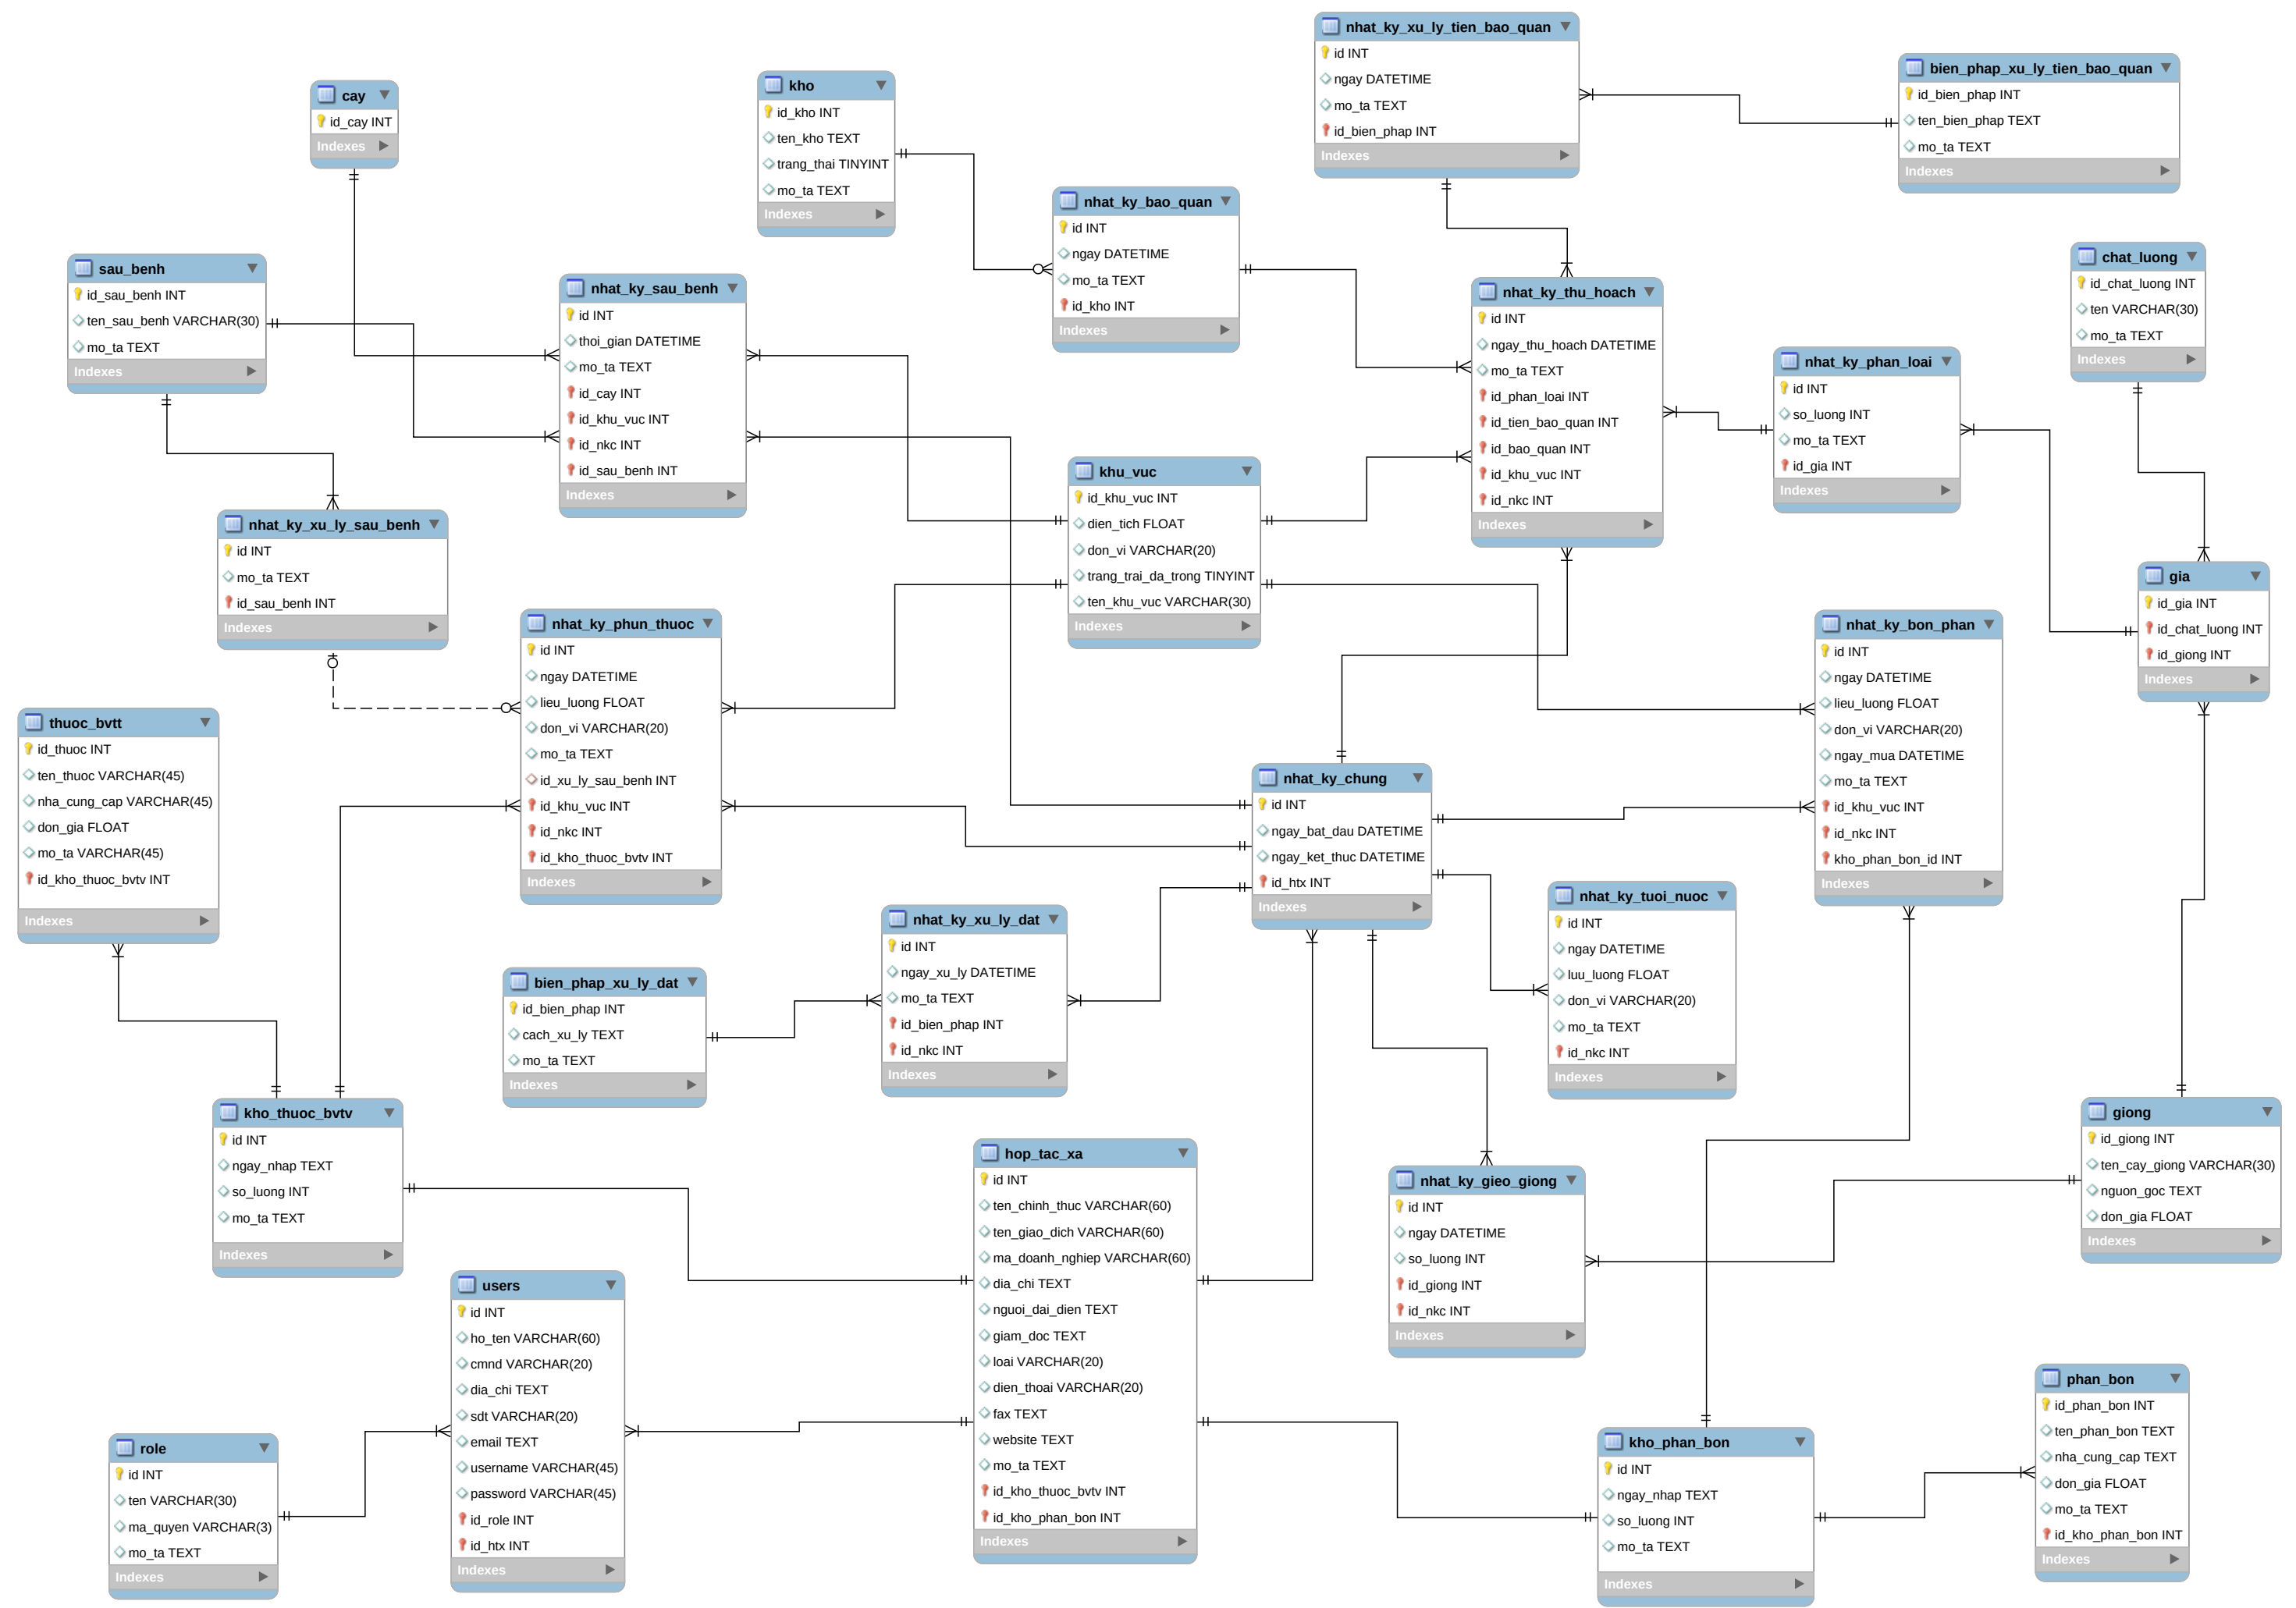 nhat_ky_xu_ly_tien_bao_quan
id INT
ngay DATETIME
mo_ta TEXT
id_bien_phap INT
Indexes
bien_phap_xu_ly_tien_bao_quan
id_bien_phap INT
ten_bien_phap TEXT
mo_ta TEXT
Indexes
cay
id_cay INT
Indexes
kho
id_kho INT
ten_kho TEXT
trang_thai TINYINT
mo_ta TEXT
Indexes
nhat_ky_bao_quan
id INT
ngay DATETIME
mo_ta TEXT
id_kho INT
Indexes
sau_benh
id_sau_benh INT
ten_sau_benh VARCHAR(30)
mo_ta TEXT
Indexes
nhat_ky_sau_benh
id INT
thoi_gian DATETIME
mo_ta TEXT
id_cay INT
id_khu_vuc INT
id_nkc INT
id_sau_benh INT
Indexes
nhat_ky_thu_hoach
id INT
ngay_thu_hoach DATETIME
mo_ta TEXT
id_phan_loai INT
id_tien_bao_quan INT
id_bao_quan INT
id_khu_vuc INT
id_nkc INT
Indexes
chat_luong
id_chat_luong INT
ten VARCHAR(30)
mo_ta TEXT
Indexes
nhat_ky_phan_loai
id INT
so_luong INT
mo_ta TEXT
id_gia INT
Indexes
khu_vuc
id_khu_vuc INT
dien_tich FLOAT
don_vi VARCHAR(20)
trang_trai_da_trong TINYINT
ten_khu_vuc VARCHAR(30)
Indexes
nhat_ky_xu_ly_sau_benh
id INT
mo_ta TEXT
id_sau_benh INT
Indexes
gia
id_gia INT
id_chat_luong INT
id_giong INT
Indexes
nhat_ky_phun_thuoc
id INT
ngay DATETIME
lieu_luong FLOAT
don_vi VARCHAR(20)
mo_ta TEXT
id_xu_ly_sau_benh INT
id_khu_vuc INT
id_nkc INT
id_kho_thuoc_bvtv INT
Indexes
nhat_ky_bon_phan
id INT
ngay DATETIME
lieu_luong FLOAT
don_vi VARCHAR(20)
ngay_mua DATETIME
mo_ta TEXT
id_khu_vuc INT
id_nkc INT
kho_phan_bon_id INT
Indexes
thuoc_bvtt
id_thuoc INT
ten_thuoc VARCHAR(45)
nha_cung_cap VARCHAR(45)
don_gia FLOAT
mo_ta VARCHAR(45)
id_kho_thuoc_bvtv INT
Indexes
nhat_ky_chung
id INT
ngay_bat_dau DATETIME
ngay_ket_thuc DATETIME
id_htx INT
Indexes
nhat_ky_tuoi_nuoc
id INT
ngay DATETIME
luu_luong FLOAT
don_vi VARCHAR(20)
mo_ta TEXT
id_nkc INT
Indexes
nhat_ky_xu_ly_dat
id INT
ngay_xu_ly DATETIME
mo_ta TEXT
id_bien_phap INT
id_nkc INT
Indexes
bien_phap_xu_ly_dat
id_bien_phap INT
cach_xu_ly TEXT
mo_ta TEXT
Indexes
kho_thuoc_bvtv
id INT
ngay_nhap TEXT
so_luong INT
mo_ta TEXT
Indexes
giong
id_giong INT
ten_cay_giong VARCHAR(30)
nguon_goc TEXT
don_gia FLOAT
Indexes
hop_tac_xa
id INT
ten_chinh_thuc VARCHAR(60)
ten_giao_dich VARCHAR(60)
ma_doanh_nghiep VARCHAR(60)
dia_chi TEXT
nguoi_dai_dien TEXT
giam_doc TEXT
loai VARCHAR(20)
dien_thoai VARCHAR(20)
fax TEXT
website TEXT
mo_ta TEXT
id_kho_thuoc_bvtv INT
id_kho_phan_bon INT
Indexes
nhat_ky_gieo_giong
id INT
ngay DATETIME
so_luong INT
id_giong INT
id_nkc INT
Indexes
users
id INT
ho_ten VARCHAR(60)
cmnd VARCHAR(20)
dia_chi TEXT
sdt VARCHAR(20)
email TEXT
username VARCHAR(45)
password VARCHAR(45)
id_role INT
id_htx INT
Indexes
role
id INT
ten VARCHAR(30)
ma_quyen VARCHAR(3)
mo_ta TEXT
Indexes
kho_phan_bon
id INT
ngay_nhap TEXT
so_luong INT
mo_ta TEXT
Indexes
phan_bon
id_phan_bon INT
ten_phan_bon TEXT
nha_cung_cap TEXT
don_gia FLOAT
mo_ta TEXT
id_kho_phan_bon INT
Indexes